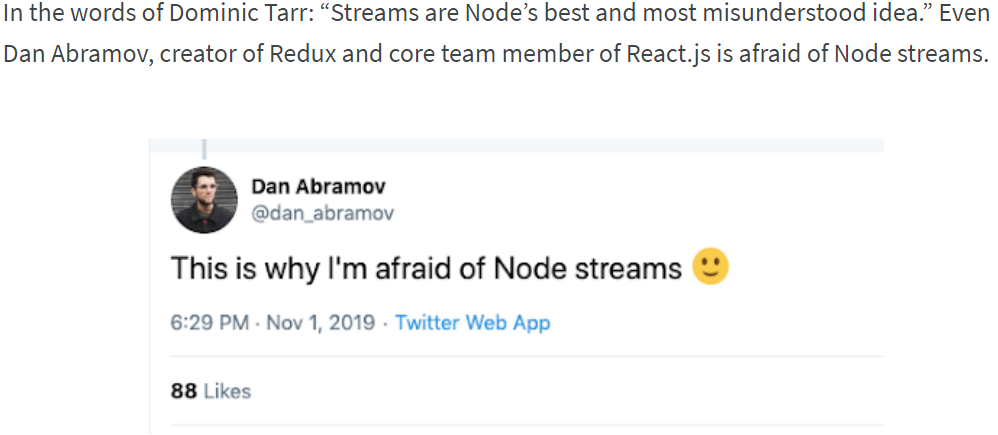 In the words of Dominic Tarr: “Streams are Node’s best and most misunderstood idea.” Even
Dan Abramov, creator of Redux and core team member of React.js is afraid of Node streams.
Dan Abramov
@dan_abramov
This is why I'm afraid of Node streams 🙂
6:29 PM · Nov 1, 2019 · Twitter Web App
88 Likes